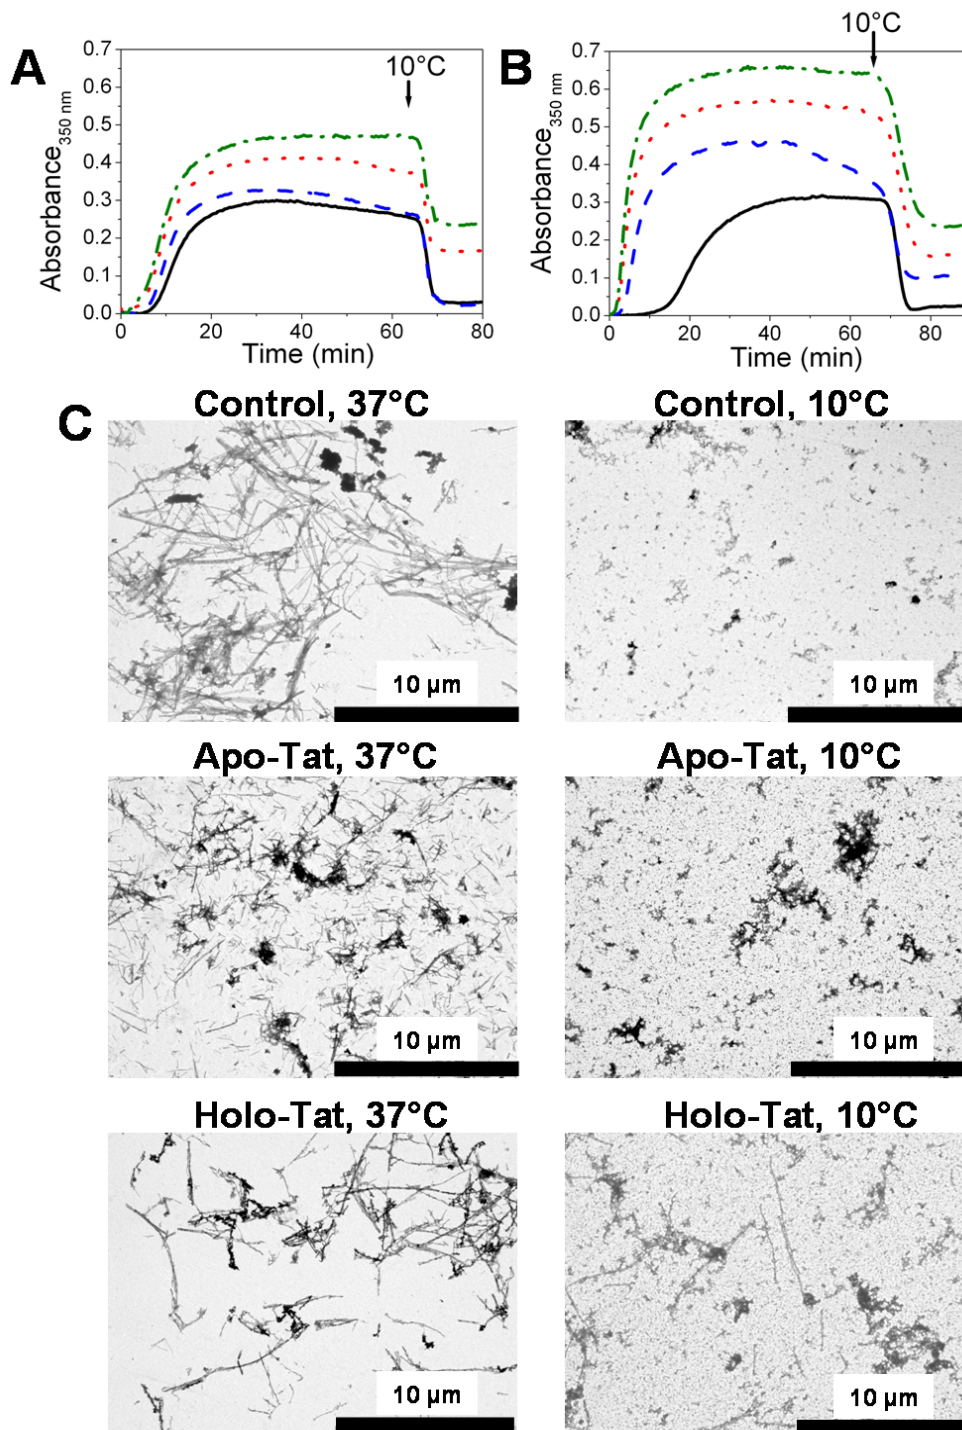 A
B
10°C
10°C
0.7
0.6
0.5
0.4
0.3
0.2
0.1
0.0
Absorbance350 nm
0
20
40
60
80
Time (min)
0.7
0.6
0.5
0.4
0.3
0.2
0.1
0.0
Absorbance350 nm
0
20
40
60
80
Time (min)
C
Control, 37°C
Control, 10°C
10 µm
10 µm
Apo-Tat, 37°C
Apo-Tat, 10°C
10 µm
10 µm
Holo-Tat, 37°C
Holo-Tat, 10°C
10 µm
10 µm